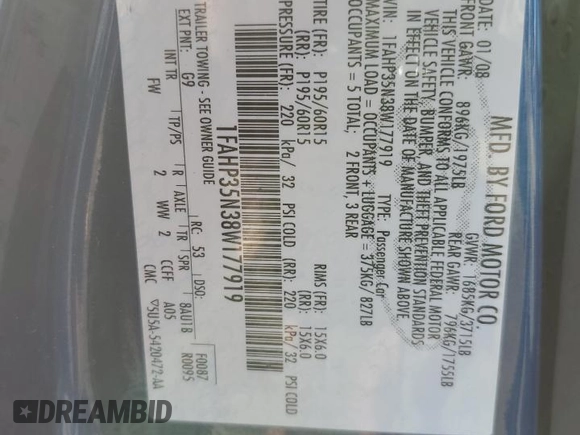 MFD. BY FORD MOTOR CO.
DATE: 01/08 GVWR: 1685KG/3715LB
FRONT GAWR: 896KG/1975LB REAR GAWR: 796KG/1755LB
THIS VEHICLE CONFORMS TO ALL APPLICABLE FEDERAL MOTOR
VEHICLE SAFETY, BUMPER, AND THEFT PREVENTION STANDARDS
IN EFFECT ON THE DATE OF MANUFACTURE SHOWN ABOVE.
VIN: 1FAHP35N38W177919 TYPE: Passenger Car
MAXIMUM LOAD = OCCUPANTS + LUGGAGE = 375KG/827LB
OCCUPANTS = 5 TOTAL; 2 FRONT, 3 REAR
TIRE (FR): P195/60R15 RIMS (FR): 15X6.0
(RR): P195/60R15 (RR): 15X6.0
PRESSURE (FR): 220 kPa/ 32 PSI COLD (RR): 220 kPa/ 32 PSI COLD
1FAHP35N38W177919
TRAILER TOWING - SEE OWNER GUIDE
EXT PNT: G9 RC: 53 DSO: F0087
R0095
INT TR TP/PS R AXLE TR SPR 8AU1B
FW 2 WW 2 CCFF A05
CMC ▽5U5A-5420472-AA
DREAMBID